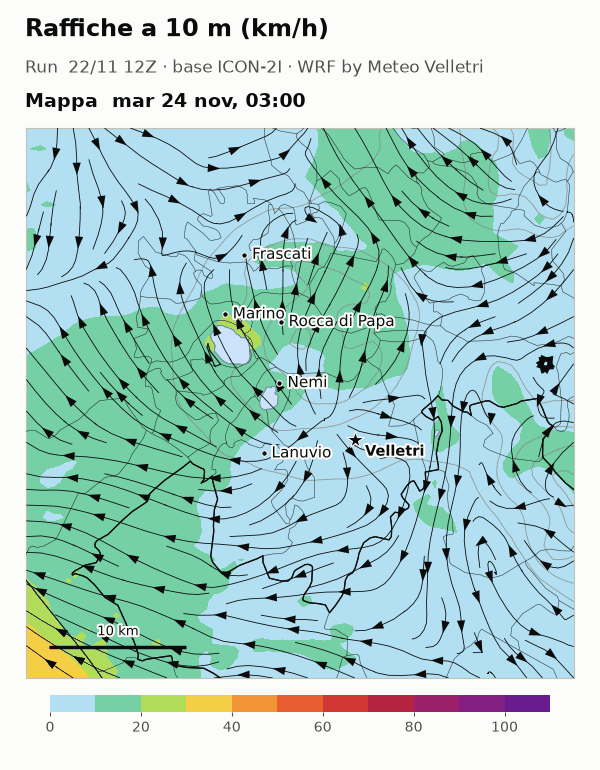 Raffiche a 10 m (km/h)
Run 22/11 12Z · base ICON-2I · WRF by Meteo Velletri
Mappa mar 24 nov, 03:00
Frascati
Marino
Rocca di Papa
Nemi
Lanuvio
Velletri
10 km
0 20 40 60 80 100